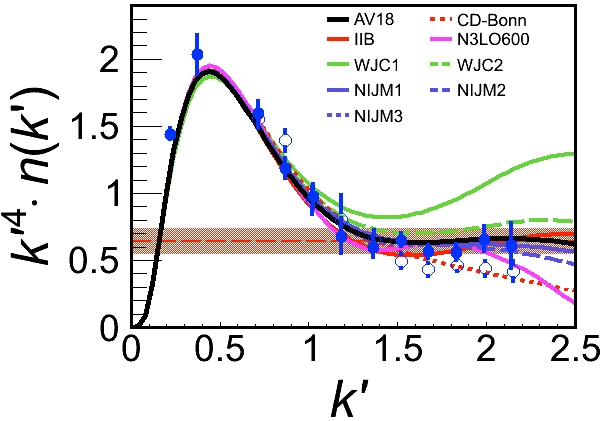 AV18 CD-Bonn
IIB N3LO600
WJC1 WJC2
NIJM1 NIJM2
NIJM3
2
1.5
1
0.5
0
0 0.5 1 1.5 2 2.5
k'⁴· n(k')
k'